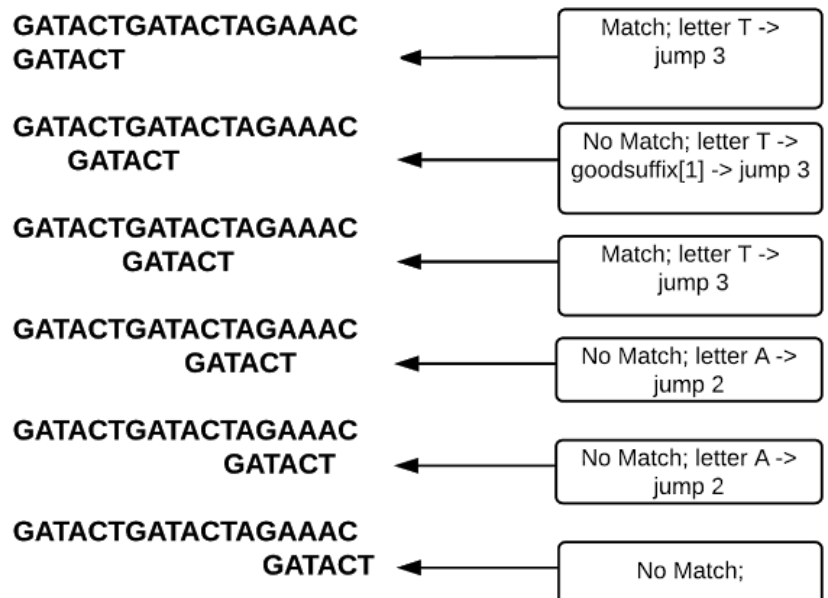 GATACTGATACTAGAAAC
GATACT
Match; letter T ->
jump 3
GATACTGATACTAGAAAC
GATACT
No Match; letter T ->
goodsuffix[1] -> jump 3
GATACTGATACTAGAAAC
GATACT
Match; letter T ->
jump 3
GATACTGATACTAGAAAC
GATACT
No Match; letter A ->
jump 2
GATACTGATACTAGAAAC
GATACT
No Match; letter A ->
jump 2
GATACTGATACTAGAAAC
GATACT
No Match;